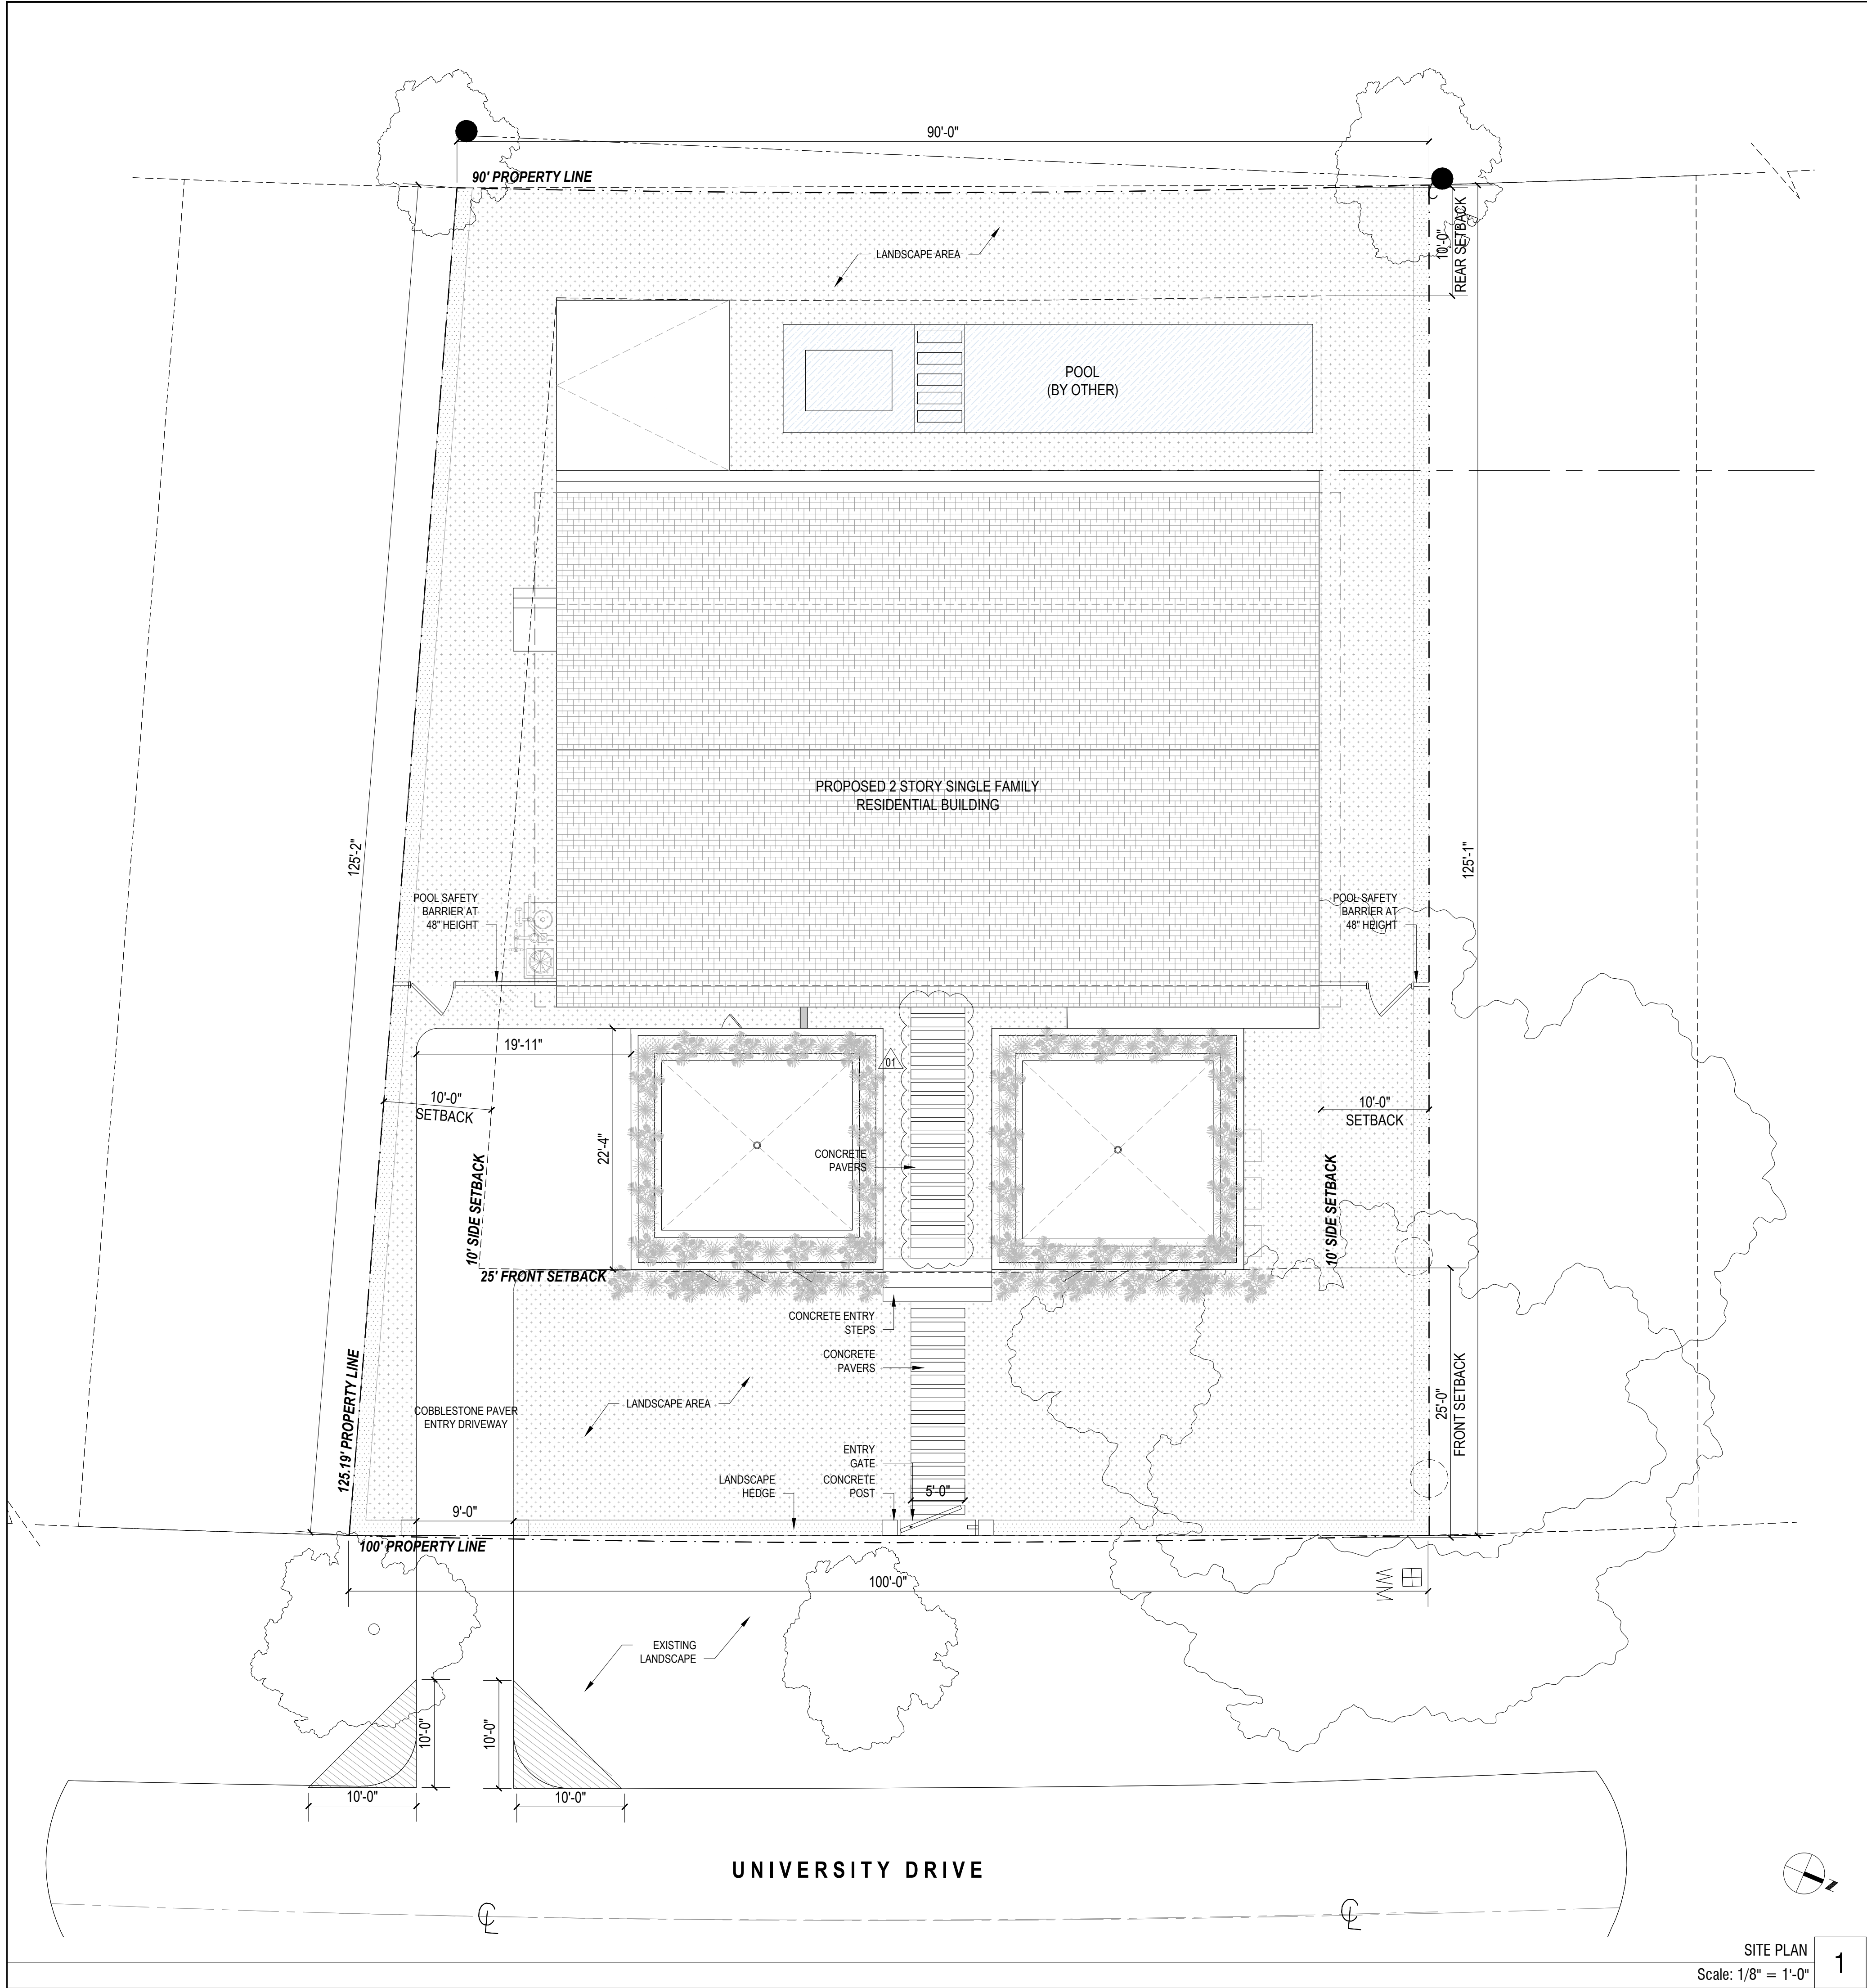 90'-0"
90' PROPERTY LINE
LANDSCAPE AREA
10'-0"
REAR SETBACK
POOL
(BY OTHER)
PROPOSED 2 STORY SINGLE FAMILY
RESIDENTIAL BUILDING
125'-2"
125'-1"
POOL SAFETY
BARRIER AT
48" HEIGHT
POOL SAFETY
BARRIER AT
48" HEIGHT
19'-11"
01
10'-0"
SETBACK
10'-0"
SETBACK
22'-4"
CONCRETE
PAVERS
10' SIDE SETBACK
10' SIDE SETBACK
25' FRONT SETBACK
CONCRETE ENTRY
STEPS
CONCRETE
PAVERS
LANDSCAPE AREA
COBBLESTONE PAVER
ENTRY DRIVEWAY
125.19' PROPERTY LINE
25'-0"
FRONT SETBACK
ENTRY
GATE
LANDSCAPE
HEDGE
CONCRETE
POST
5'-0"
9'-0"
100' PROPERTY LINE
100'-0"
WM
EXISTING
LANDSCAPE
10'-0"
10'-0"
10'-0"
10'-0"
UNIVERSITY DRIVE
CL
CL
N
SITE PLAN
Scale: 1/8" = 1'-0"
1